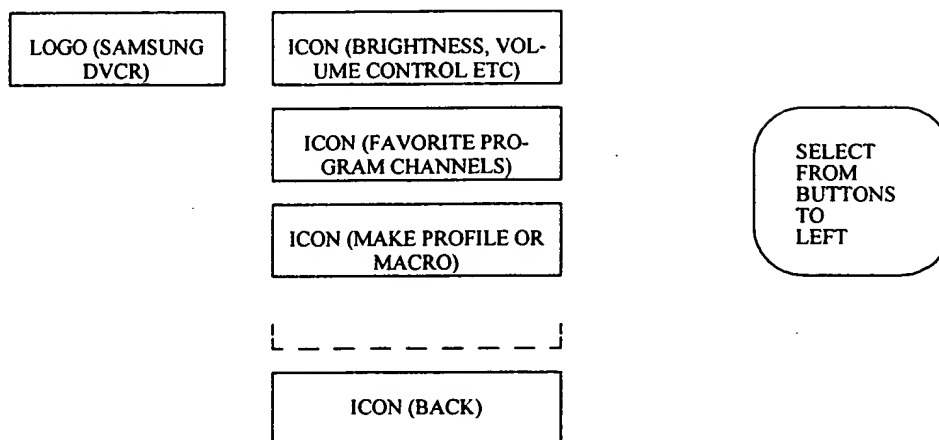 LOGO (SAMSUNG
DVCR)
ICON (BRIGHTNESS, VOL-
UME CONTROL ETC)
ICON (FAVORITE PRO-
GRAM CHANNELS)
ICON (MAKE PROFILE OR
MACRO)
ICON (BACK)
SELECT
FROM
BUTTONS
TO
LEFT